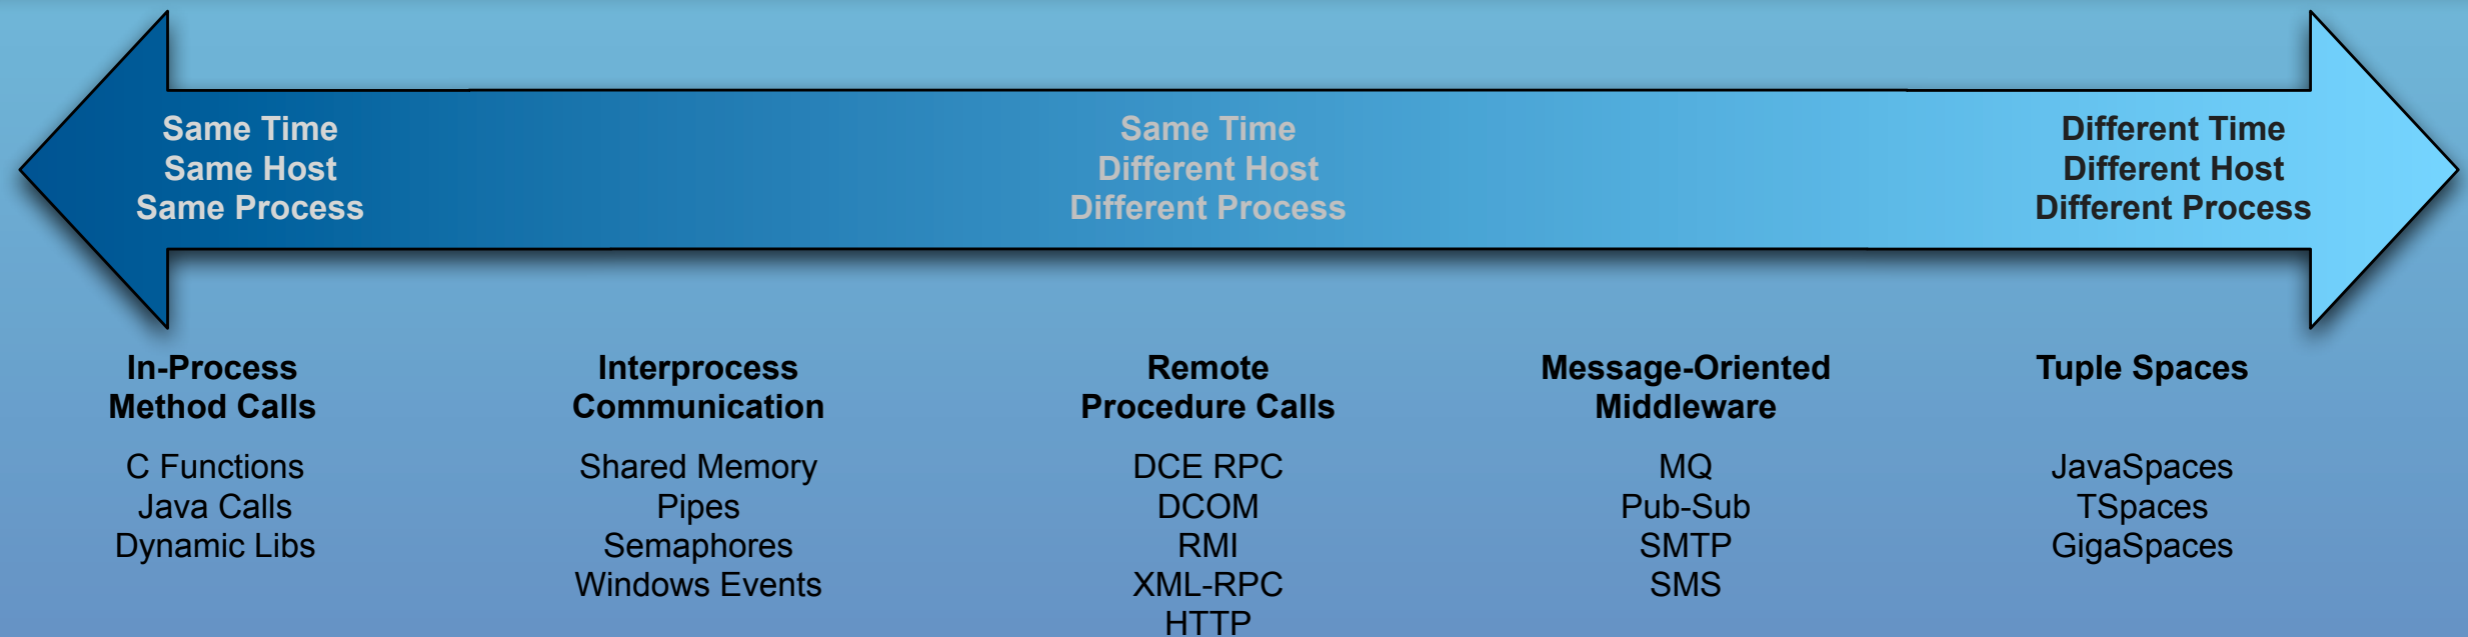 Same Time
Same Host
Same Process
Same Time
Different Host
Different Process
Different Time
Different Host
Different Process
In-Process
Method Calls
C Functions
Java Calls
Dynamic Libs
Interprocess
Communication
Shared Memory
Pipes
Semaphores
Windows Events
Remote
Procedure Calls
DCE RPC
DCOM
RMI
XML-RPC
HTTP
Message-Oriented
Middleware
MQ
Pub-Sub
SMTP
SMS
Tuple Spaces
JavaSpaces
TSpaces
GigaSpaces